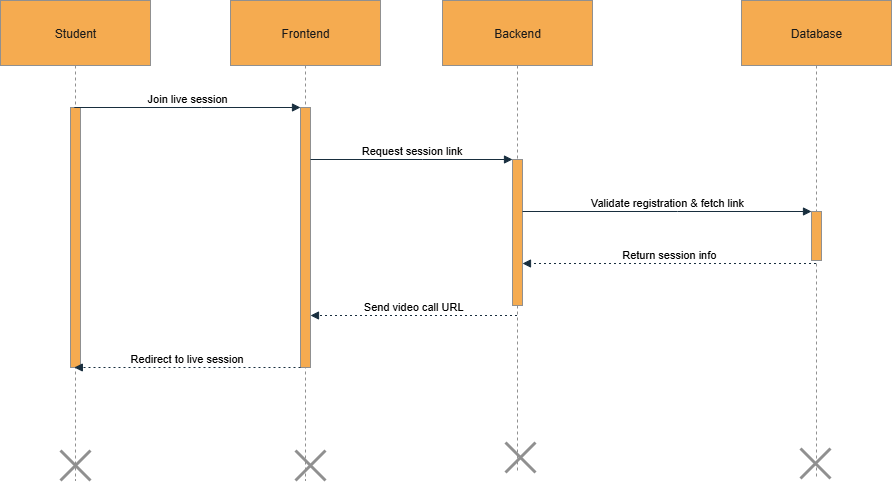 Student
Frontend
Backend
Database
Join live session
Request session link
Validate registration & fetch link
Return session info
Send video call URL
Redirect to live session